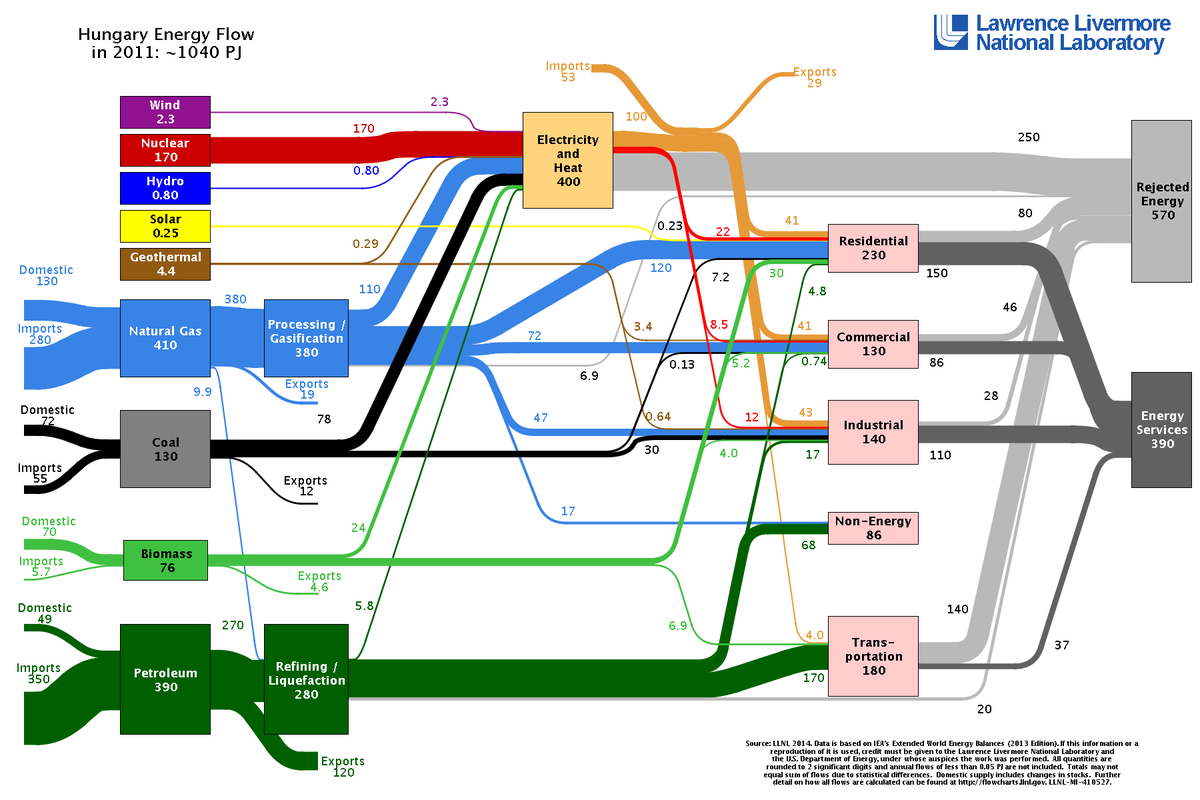 Hungary Energy Flow
in 2011: ~1040 PJ
Lawrence Livermore
National Laboratory
Imports
53
Exports
29
Wind
2.3
2.3
Nuclear
170
170
Hydro
0.80
0.80
Solar
0.25
0.23
Geothermal
4.4
0.29
Electricity
and
Heat
400
100
250
Rejected
Energy
570
Domestic
130
Imports
280
Natural Gas
410
380
9.9
Exports
19
Processing /
Gasification
380
110
120
72
47
17
6.9
Domestic
72
Imports
55
Coal
130
Exports
12
78
7.2
0.13
30
Domestic
70
Imports
5.7
Biomass
76
Exports
4.6
24
30
5.2
4.0
6.9
Domestic
49
Imports
350
Petroleum
390
270
Exports
120
Refining /
Liquefaction
280
5.8
4.8
0.74
17
68
170
20
3.4
0.64
22
8.5
12
41
41
43
4.0
Residential
230
80
150
Commercial
130
46
86
Industrial
140
28
110
Non-Energy
86
Trans-
portation
180
140
37
Energy
Services
390
Source: LLNL 2014. Data is based on IEA's Extended World Energy Balances (2013 Edition). If this information or a
reproduction of it is used, credit must be given to the Lawrence Livermore National Laboratory and
the U.S. Department of Energy, under whose auspices the work was performed. All quantities are
rounded to 2 significant digits and annual flows of less than 0.05 PJ are not included. Totals may not
equal sum of flows due to statistical differences. Domestic supply includes changes in stocks. Further
detail on how all flows are calculated can be found at http://flowcharts.llnl.gov. LLNL-MI-410527.